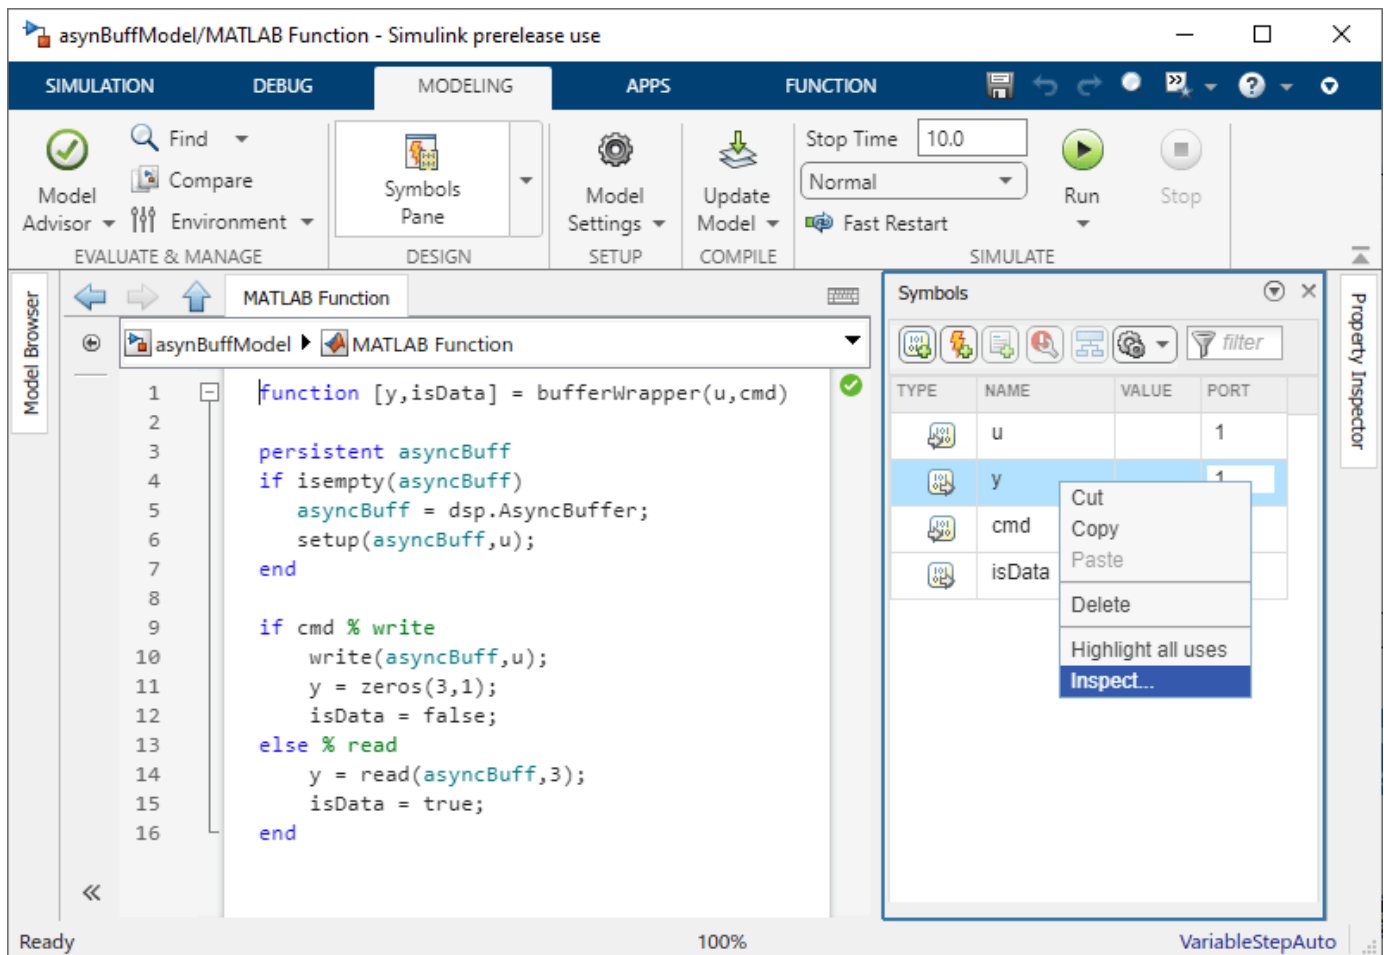 asynBuffModel/MATLAB Function - Simulink prerelease use
SIMULATION DEBUG MODELING APPS FUNCTION
Model Advisor
Find
Compare
Environment
EVALUATE & MANAGE
Symbols Pane
DESIGN
Model Settings
SETUP
Update Model
COMPILE
Stop Time 10.0
Normal
Fast Restart
Run
Stop
SIMULATE
Model Browser
MATLAB Function
asynBuffModel MATLAB Function
1 function [y,isData] = bufferWrapper(u,cmd)
2
3 persistent asyncBuff
4 if isempty(asyncBuff)
5 asyncBuff = dsp.AsyncBuffer;
6 setup(asyncBuff,u);
7 end
8
9 if cmd % write
10 write(asyncBuff,u);
11 y = zeros(3,1);
12 isData = false;
13 else % read
14 y = read(asyncBuff,3);
15 isData = true;
16 end
Symbols
filter
TYPE NAME VALUE PORT
u 1
y 1
cmd
isData
Cut
Copy
Paste
Delete
Highlight all uses
Inspect...
Property Inspector
Ready 100% VariableStepAuto